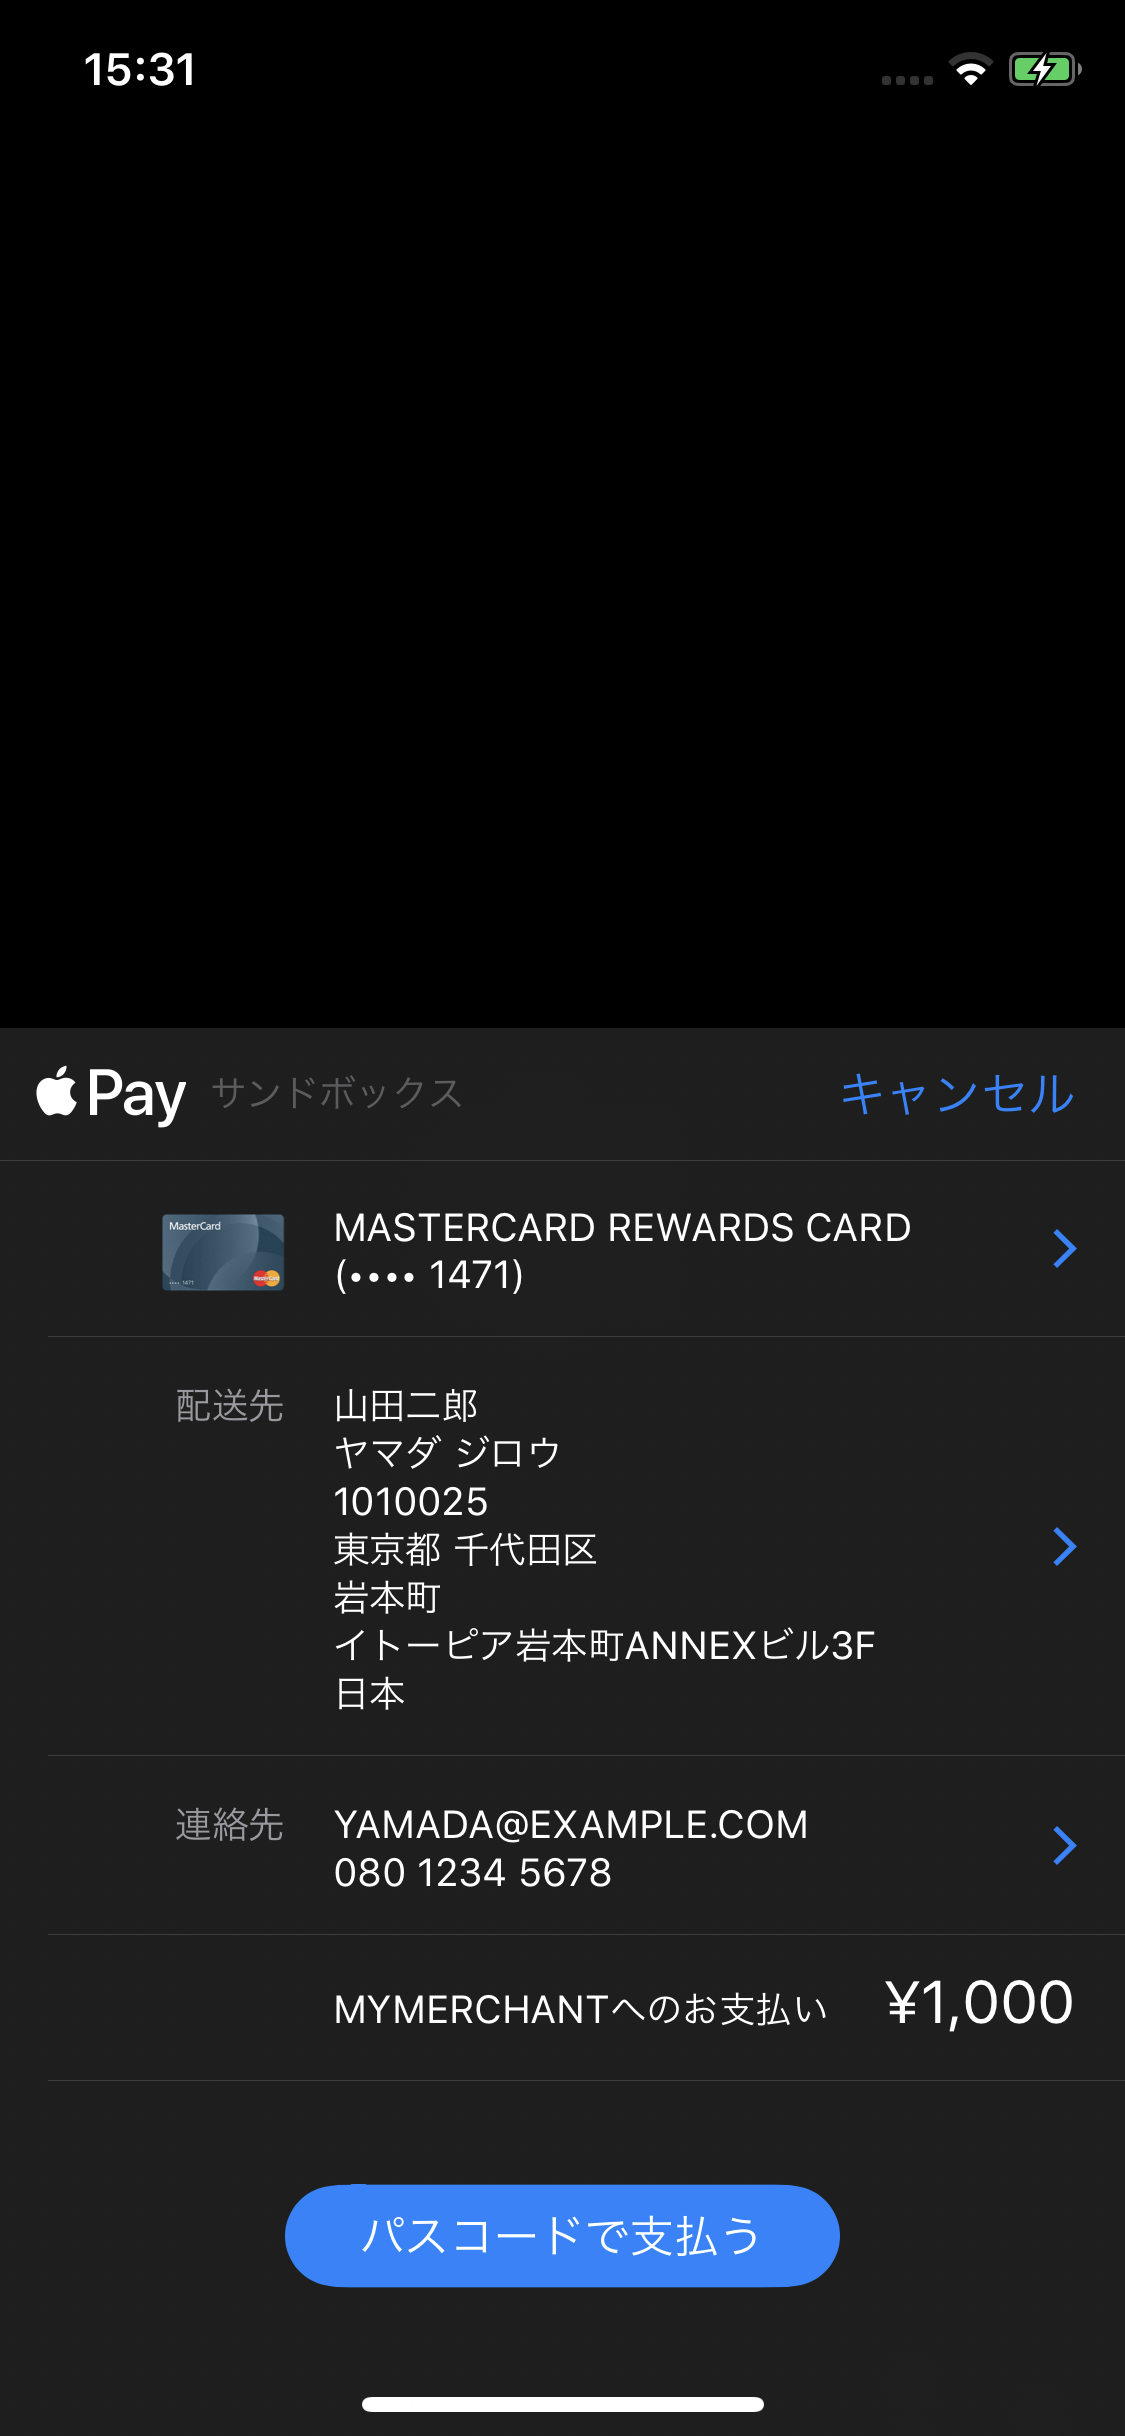 15:31
Pay サンドボックス キャンセル
MasterCard
•••• 1471
MasterCard
MASTERCARD REWARDS CARD
(•••• 1471)
配送先 山田二郎
ヤマダ ジロウ
1010025
東京都 千代田区
岩本町
イトーピア岩本町ANNEXビル3F
日本
連絡先 YAMADA@EXAMPLE.COM
080 1234 5678
MYMERCHANTへのお支払い ¥1,000
パスコードで支払う